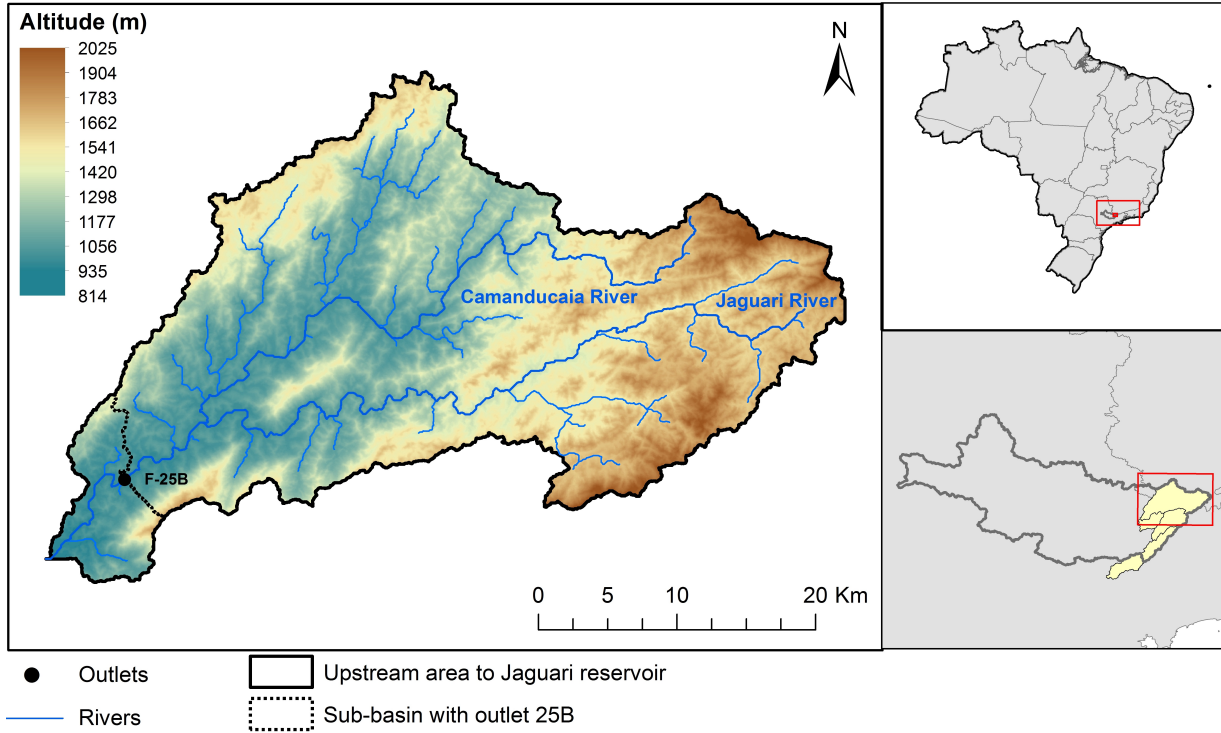 Altitude (m)
2025
1904
1783
1662
1541
1420
1298
1177
1056
935
814
N
Camanducaia River
Jaguari River
F-25B
0 5 10 20 Km
Outlets
Upstream area to Jaguari reservoir
Rivers
Sub-basin with outlet 25B